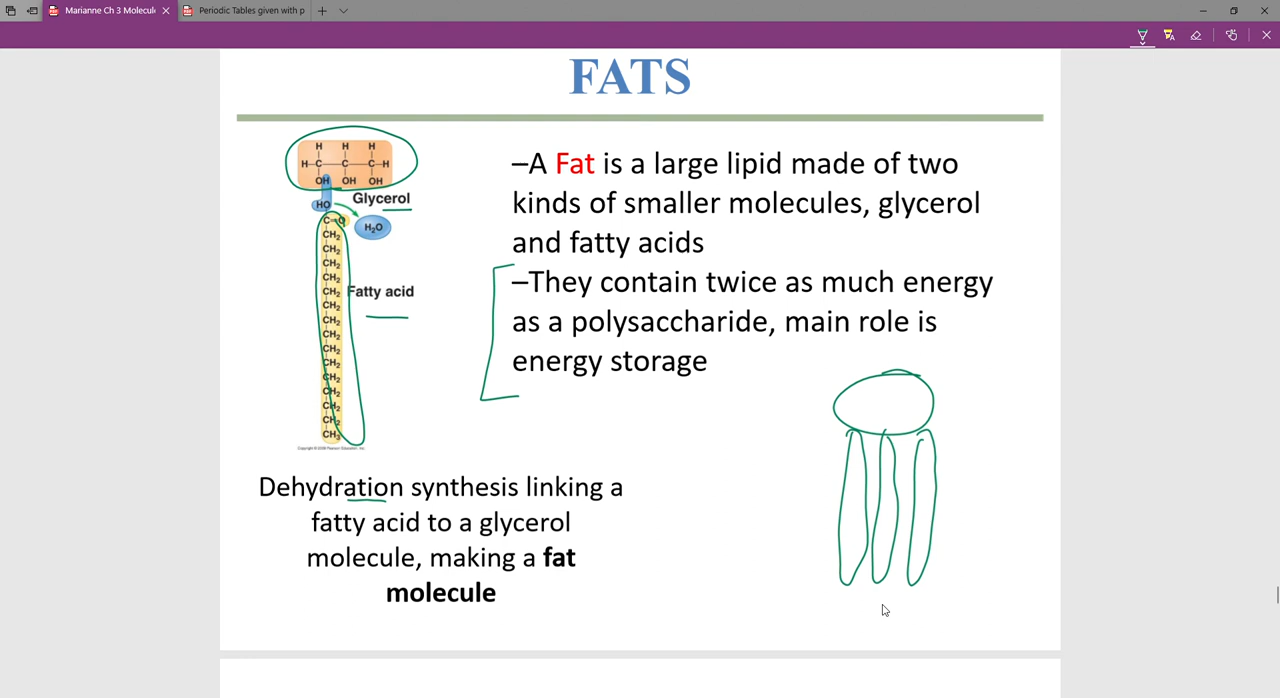 Marianne Ch 3 Molecul
Periodic Tables given with p
FATS
H H H
H C C C H
OH OH OH
Glycerol
HO
H₂O
C=O
CH₂
CH₂
CH₂
CH₂
CH₂
Fatty acid
CH₂
CH₂
CH₂
CH₂
CH₂
CH₂
CH₂
CH₂
CH₂
CH₃
–A Fat is a large lipid made of two
kinds of smaller molecules, glycerol
and fatty acids
–They contain twice as much energy
as a polysaccharide, main role is
energy storage
Dehydration synthesis linking a
fatty acid to a glycerol
molecule, making a fat
molecule